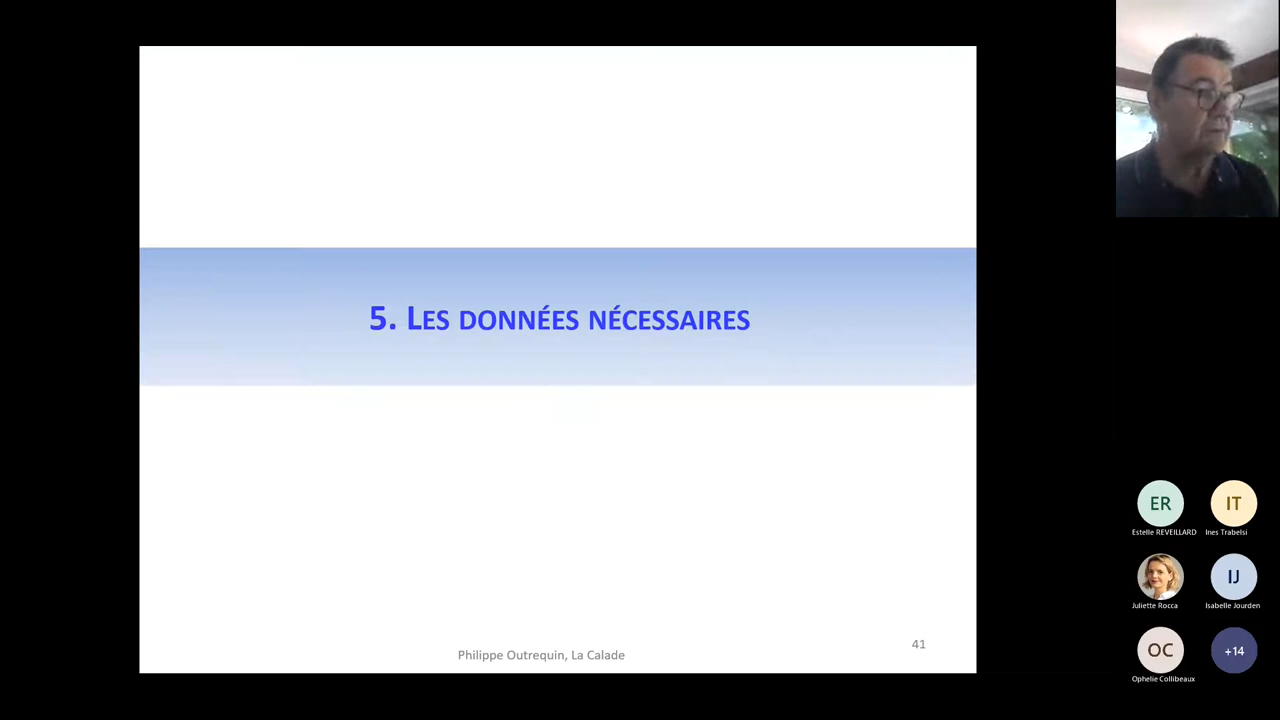 5. LES DONNÉES NÉCESSAIRES
Philippe Outrequin, La Calade
41
ER
IT
Estelle REVEILLARD
Ines Trabelsi
IJ
Juliette Rocca
Isabelle Jourden
OC
+14
Ophelie Collibeaux